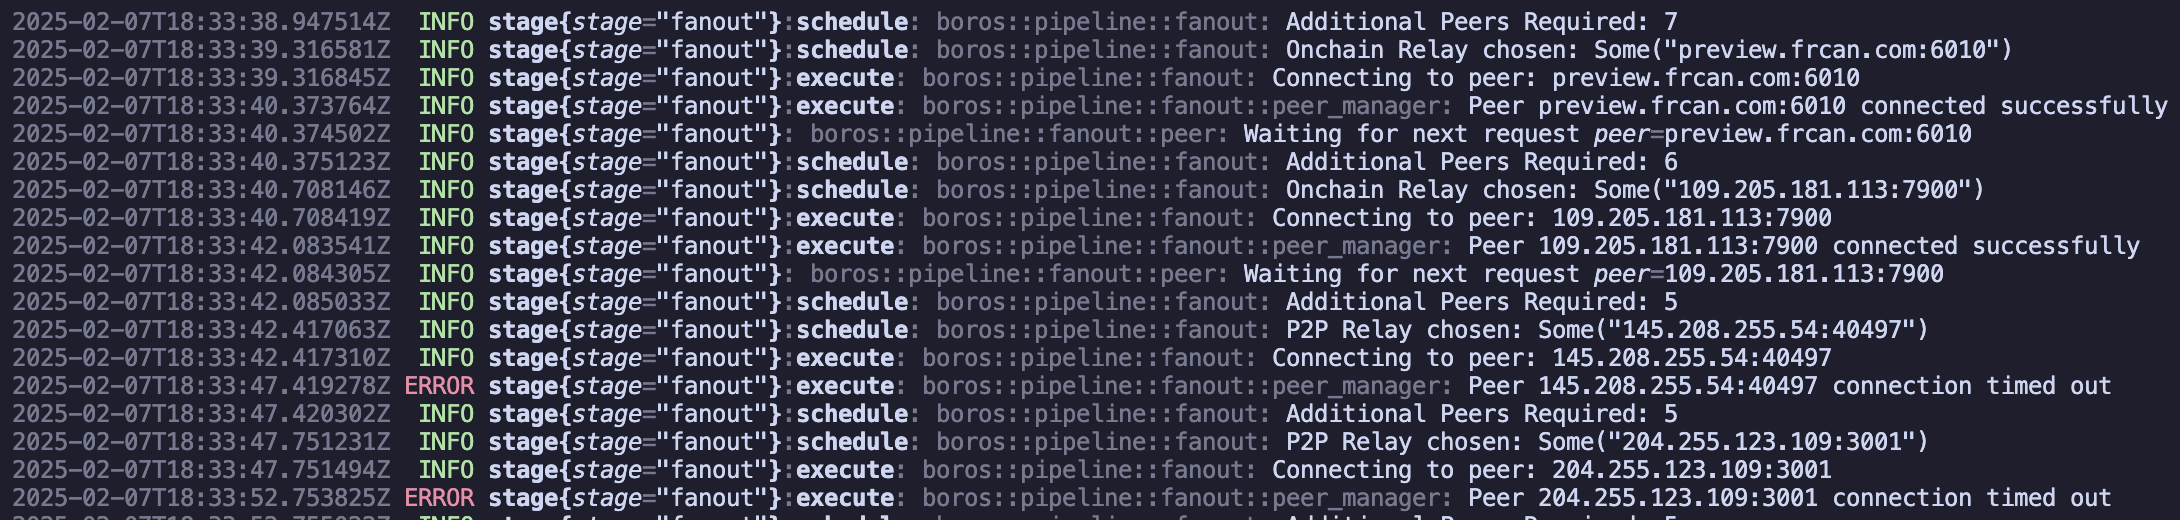 2025-02-07T18:33:38.947514Z  INFO stage{stage="fanout"}:schedule: boros::pipeline::fanout: Additional Peers Required: 7
2025-02-07T18:33:39.316581Z  INFO stage{stage="fanout"}:schedule: boros::pipeline::fanout: Onchain Relay chosen: Some("preview.frcan.com:6010")
2025-02-07T18:33:39.316845Z  INFO stage{stage="fanout"}:execute: boros::pipeline::fanout: Connecting to peer: preview.frcan.com:6010
2025-02-07T18:33:40.373764Z  INFO stage{stage="fanout"}:execute: boros::pipeline::fanout::peer_manager: Peer preview.frcan.com:6010 connected successfully
2025-02-07T18:33:40.374502Z  INFO stage{stage="fanout"}: boros::pipeline::fanout::peer: Waiting for next request peer=preview.frcan.com:6010
2025-02-07T18:33:40.375123Z  INFO stage{stage="fanout"}:schedule: boros::pipeline::fanout: Additional Peers Required: 6
2025-02-07T18:33:40.708146Z  INFO stage{stage="fanout"}:schedule: boros::pipeline::fanout: Onchain Relay chosen: Some("109.205.181.113:7900")
2025-02-07T18:33:40.708419Z  INFO stage{stage="fanout"}:execute: boros::pipeline::fanout: Connecting to peer: 109.205.181.113:7900
2025-02-07T18:33:42.083541Z  INFO stage{stage="fanout"}:execute: boros::pipeline::fanout::peer_manager: Peer 109.205.181.113:7900 connected successfully
2025-02-07T18:33:42.084305Z  INFO stage{stage="fanout"}: boros::pipeline::fanout::peer: Waiting for next request peer=109.205.181.113:7900
2025-02-07T18:33:42.085033Z  INFO stage{stage="fanout"}:schedule: boros::pipeline::fanout: Additional Peers Required: 5
2025-02-07T18:33:42.417063Z  INFO stage{stage="fanout"}:schedule: boros::pipeline::fanout: P2P Relay chosen: Some("145.208.255.54:40497")
2025-02-07T18:33:42.417310Z  INFO stage{stage="fanout"}:execute: boros::pipeline::fanout: Connecting to peer: 145.208.255.54:40497
2025-02-07T18:33:47.419278Z ERROR stage{stage="fanout"}:execute: boros::pipeline::fanout::peer_manager: Peer 145.208.255.54:40497 connection timed out
2025-02-07T18:33:47.420302Z  INFO stage{stage="fanout"}:schedule: boros::pipeline::fanout: Additional Peers Required: 5
2025-02-07T18:33:47.751231Z  INFO stage{stage="fanout"}:schedule: boros::pipeline::fanout: P2P Relay chosen: Some("204.255.123.109:3001")
2025-02-07T18:33:47.751494Z  INFO stage{stage="fanout"}:execute: boros::pipeline::fanout: Connecting to peer: 204.255.123.109:3001
2025-02-07T18:33:52.753825Z ERROR stage{stage="fanout"}:execute: boros::pipeline::fanout::peer_manager: Peer 204.255.123.109:3001 connection timed out